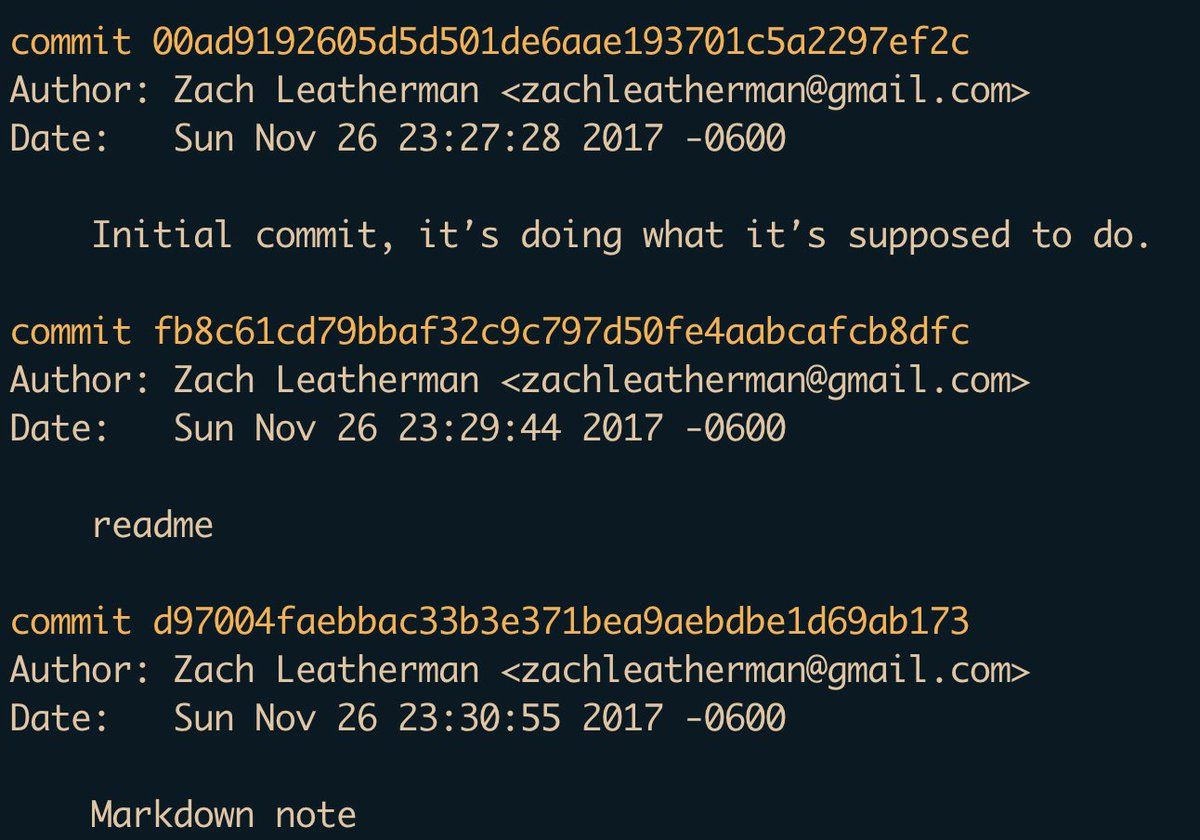 commit 00ad9192605d5d501de6aae193701c5a2297ef2c
Author: Zach Leatherman <zachleatherman@gmail.com>
Date:   Sun Nov 26 23:27:28 2017 -0600
Initial commit, it’s doing what it’s supposed to do.
commit fb8c61cd79bbaf32c9c797d50fe4aabcafcb8dfc
Author: Zach Leatherman <zachleatherman@gmail.com>
Date:   Sun Nov 26 23:29:44 2017 -0600
readme
commit d97004faebbac33b3e371bea9aebdbe1d69ab173
Author: Zach Leatherman <zachleatherman@gmail.com>
Date:   Sun Nov 26 23:30:55 2017 -0600
Markdown note